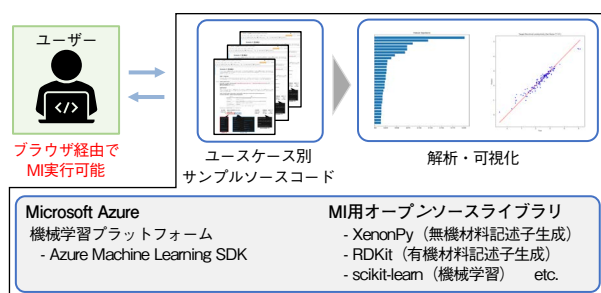 ユーザー
</>
ブラウザ経由で
MI実行可能
ユースケース別
サンプルソースコード
解析・可視化
Microsoft Azure
機械学習プラットフォーム
- Azure Machine Learning SDK
MI用オープンソースライブラリ
- XenonPy（無機材料記述子生成）
- RDKit（有機材料記述子生成）
- scikit-learn（機械学習） etc.